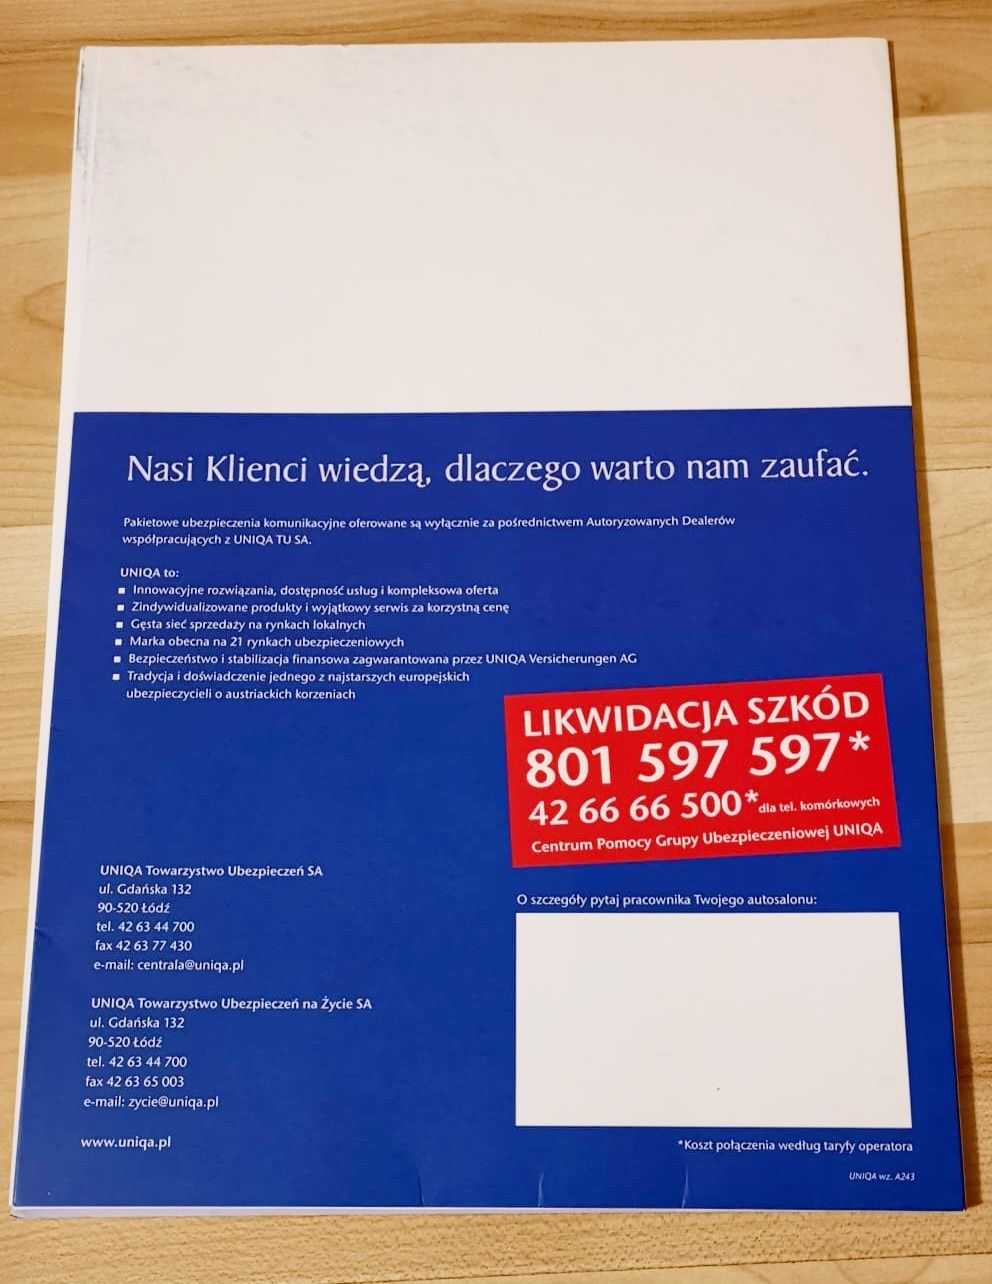 Nasi Klienci wiedzą, dlaczego warto nam zaufać.
Pakietowe ubezpieczenia komunikacyjne oferowane są wyłącznie za pośrednictwem Autoryzowanych Dealerów
współpracujących z UNIQA TU SA.
UNIQA to:
▪ Innowacyjne rozwiązania, dostępność usług i kompleksowa oferta
▪ Zindywidualizowane produkty i wyjątkowy serwis za korzystną cenę
▪ Gęsta sieć sprzedaży na rynkach lokalnych
▪ Marka obecna na 21 rynkach ubezpieczeniowych
▪ Bezpieczeństwo i stabilizacja finansowa zagwarantowana przez UNIQA Versicherungen AG
▪ Tradycja i doświadczenie jednego z najstarszych europejskich
ubezpieczycieli o austriackich korzeniach
LIKWIDACJA SZKÓD
801 597 597*
42 66 66 500* dla tel. komórkowych
Centrum Pomocy Grupy Ubezpieczeniowej UNIQA
UNIQA Towarzystwo Ubezpieczeń SA
ul. Gdańska 132
90-520 Łódź
tel. 42 63 44 700
fax 42 63 77 430
e-mail: centrala@uniqa.pl
UNIQA Towarzystwo Ubezpieczeń na Życie SA
ul. Gdańska 132
90-520 Łódź
tel. 42 63 44 700
fax 42 63 65 003
e-mail: zycie@uniqa.pl
www.uniqa.pl
O szczegóły pytaj pracownika Twojego autosalonu:
*Koszt połączenia według taryfy operatora
UNIQA wz. A243